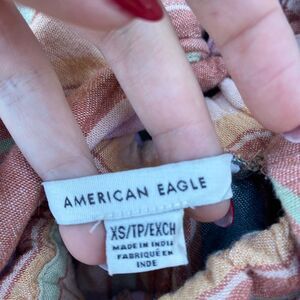 AMERICAN EAGLE
XS/TP/EXCH
MADE IN INDIA
FABRIQUÉ EN
INDE